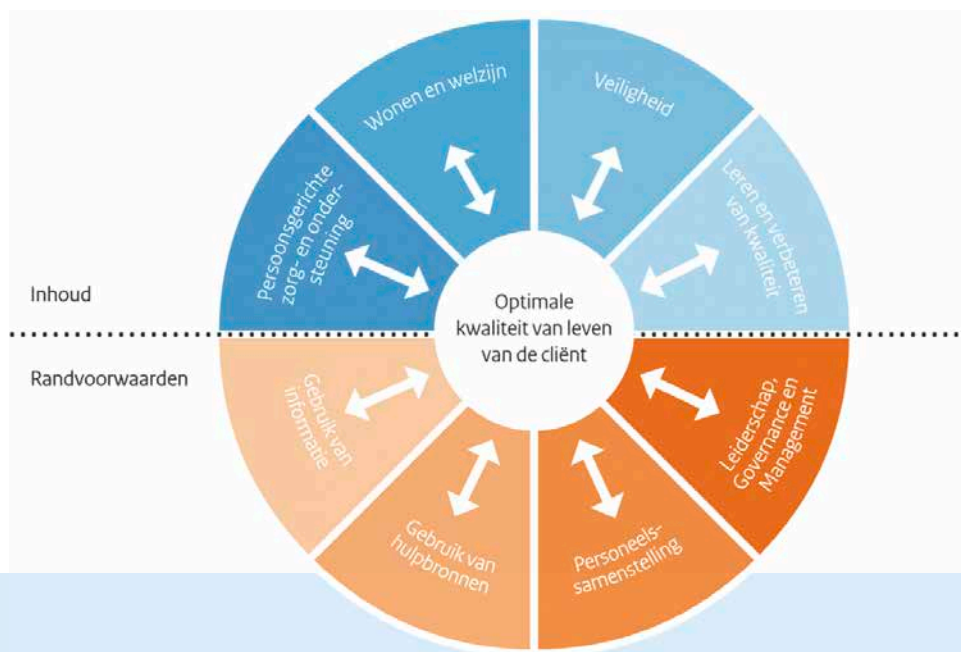 Wonen en welzijn
Veiligheid
Persoonsgerichte
zorg- en onder-
steuning
Leren en verbeteren
van kwaliteit
Inhoud
Optimale
kwaliteit van leven
van de cliënt
Randvoorwaarden
Gebruik van
informatie
Leiderschap,
Governance en
Management
Gebruik van
hulpbronnen
Personeels-
samenstelling